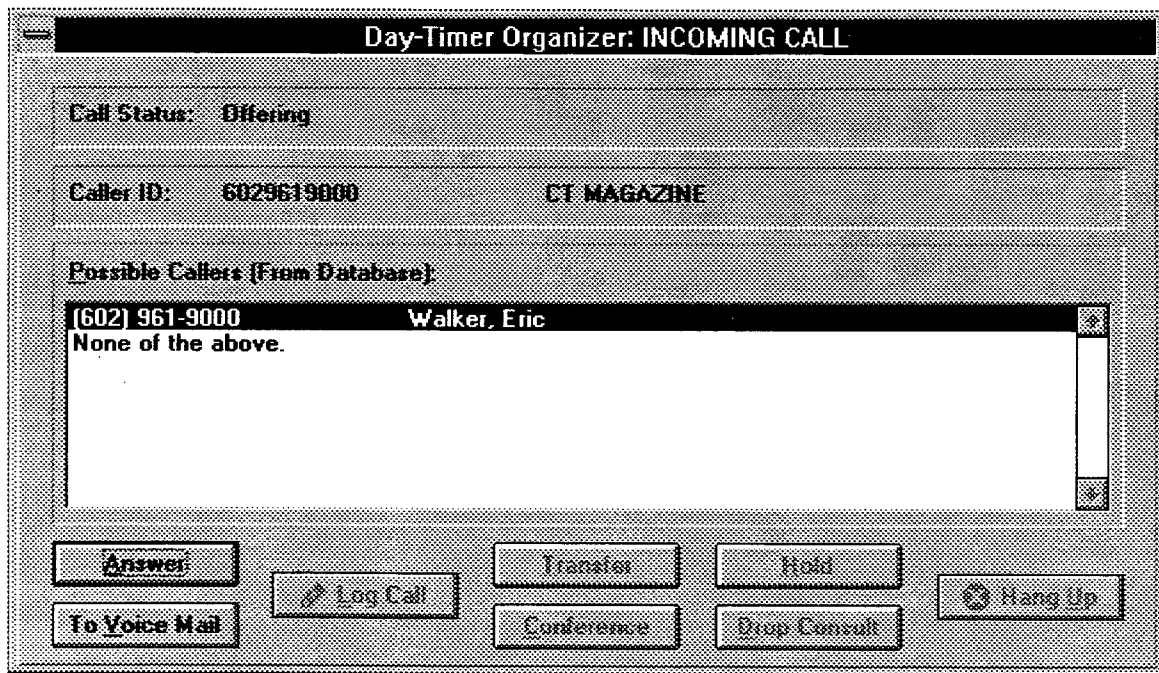 Day-Timer Organizer: INCOMING CALL
Call Status: Offering
Caller ID: 6029619000 CT MAGAZINE
Possible Callers (From Database):
(602) 961-9000 Walker, Eric
None of the above.
Answer Transfer Hold
Log Call Hang Up
To Voice Mail Conference Drop Consult